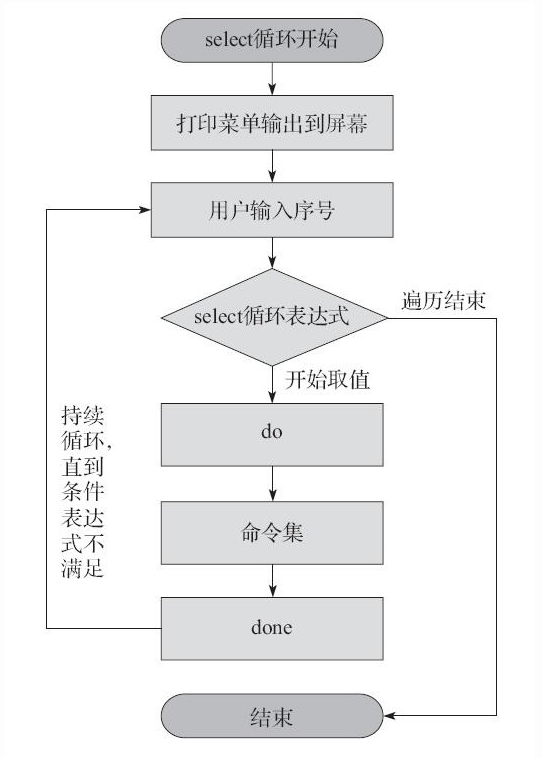 select循环开始
打印菜单输出到屏幕
用户输入序号
select循环表达式
遍历结束
开始取值
do
持续
循环,
直到
条件
表达
式不
满足
命令集
done
结束